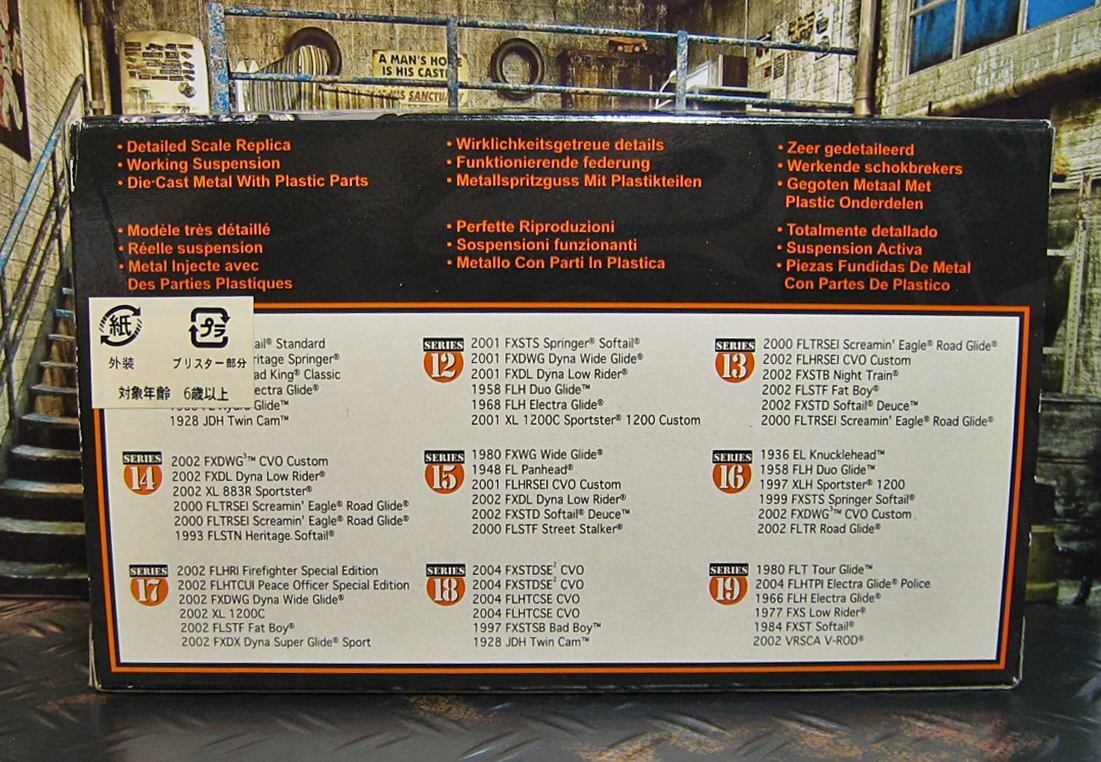 A MAN'S HO
IS HIS CAST
HIS SANCTU
• Detailed Scale Replica
• Working Suspension
• Die-Cast Metal With Plastic Parts
• Wirklichkeitsgetreue details
• Funktionierende federung
• Metallspritzguss Mit Plastikteilen
• Zeer gedetaileerd
• Werkende schokbrekers
• Gegoten Metaal Met
Plastic Onderdelen
• Modèle très détaillé
• Réelle suspension
• Metal Injecte avec
Des Parties Plastiques
• Perfette Riproduzioni
• Sospensioni funzionanti
• Metallo Con Parti In Plastica
• Totalmente detallado
• Suspension Activa
• Piezas Fundidas De Metal
Con Partes De Plastico
紙
プラ
外装
ブリスター部分
対象年齢 6歳以上
ail® Standard
ritage Springer®
ad King® Classic
ectra Glide®
Glide™
1928 JDH Twin Cam™
SERIES
12
2001 FXSTS Springer® Softail®
2001 FXDWG Dyna Wide Glide®
2001 FXDL Dyna Low Rider®
1958 FLH Duo Glide™
1968 FLH Electra Glide®
2001 XL 1200C Sportster® 1200 Custom
SERIES
13
2000 FLTRSEI Screamin' Eagle® Road Glide®
2002 FLHRSEI CVO Custom
2002 FXSTB Night Train®
2002 FLSTF Fat Boy®
2002 FXSTD Softail® Deuce™
2000 FLTRSEI Screamin' Eagle® Road Glide®
SERIES
14
2002 FXDWG³™ CVO Custom
2002 FXDL Dyna Low Rider®
2002 XL 883R Sportster®
2000 FLTRSEI Screamin' Eagle® Road Glide®
2000 FLTRSEI Screamin' Eagle® Road Glide®
1993 FLSTN Heritage Softail®
SERIES
15
1980 FXWG Wide Glide®
1948 FL Panhead®
2001 FLHRSEI CVO Custom
2002 FXDL Dyna Low Rider®
2002 FXSTD Softail® Deuce™
2000 FLSTF Street Stalker®
SERIES
16
1936 EL Knucklehead™
1958 FLH Duo Glide™
1997 XLH Sportster® 1200
1999 FXSTS Springer Softail®
2002 FXDWG³™ CVO Custom
2002 FLTR Road Glide®
SERIES
17
2002 FLHRI Firefighter Special Edition
2002 FLHTCUI Peace Officer Special Edition
2002 FXDWG Dyna Wide Glide®
2002 XL 1200C
2002 FLSTF Fat Boy®
2002 FXDX Dyna Super Glide® Sport
SERIES
18
2004 FXSTDSE² CVO
2004 FXSTDSE² CVO
2004 FLHTCSE CVO
2004 FLHTCSE CVO
1997 FXSTSB Bad Boy™
1928 JDH Twin Cam™
SERIES
19
1980 FLT Tour Glide™
2004 FLHTPI Electra Glide® Police
1966 FLH Electra Glide®
1977 FXS Low Rider®
1984 FXST Softail®
2002 VRSCA V-ROD®